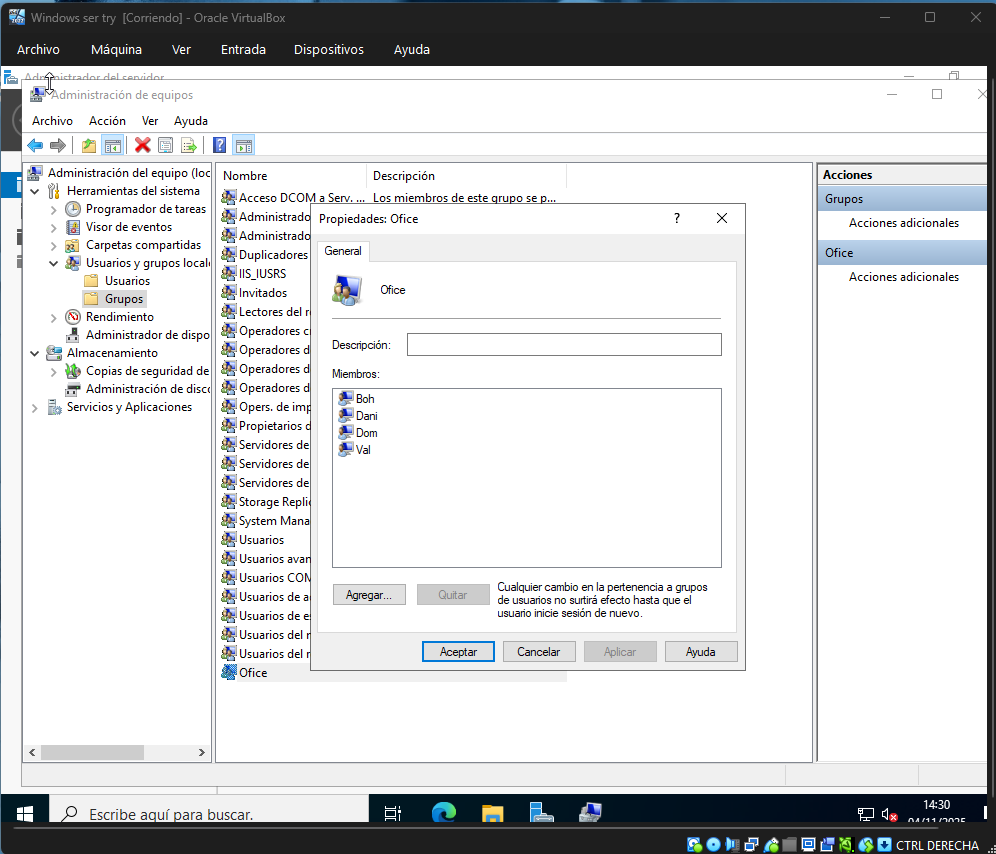 Windows ser try [Corriendo] - Oracle VirtualBox
Archivo Máquina Ver Entrada Dispositivos Ayuda
Administrador del servidor
Administración de equipos
Archivo Acción Ver Ayuda
Administración del equipo (loc
Herramientas del sistema
Programador de tareas
Visor de eventos
Carpetas compartidas
Usuarios y grupos locale
Usuarios
Grupos
Rendimiento
Administrador de dispo
Almacenamiento
Copias de seguridad de
Administración de disco
Servicios y Aplicaciones
Nombre Descripción
Acceso DCOM a Serv. ... Los miembros de este grupo se p...
Administrado
Administrado
Duplicadores
IIS_IUSRS
Invitados
Lectores del r
Operadores c
Operadores d
Operadores d
Operadores d
Opers. de imp
Propietarios d
Servidores de
Servidores de
Servidores de
Storage Replic
System Mana
Usuarios
Usuarios avan
Usuarios COM
Usuarios de a
Usuarios de e
Usuarios del r
Usuarios del r
Ofice
Propiedades: Ofice ?
General
Ofice
Descripción:
Miembros:
Boh
Dani
Dom
Val
Agregar... Quitar
Cualquier cambio en la pertenencia a grupos
de usuarios no surtirá efecto hasta que el
usuario inicie sesión de nuevo.
Aceptar Cancelar Aplicar Ayuda
Acciones
Grupos
Acciones adicionales
Ofice
Acciones adicionales
Escribe aquí para buscar.
14:30
04/11/2025
CTRL DERECHA